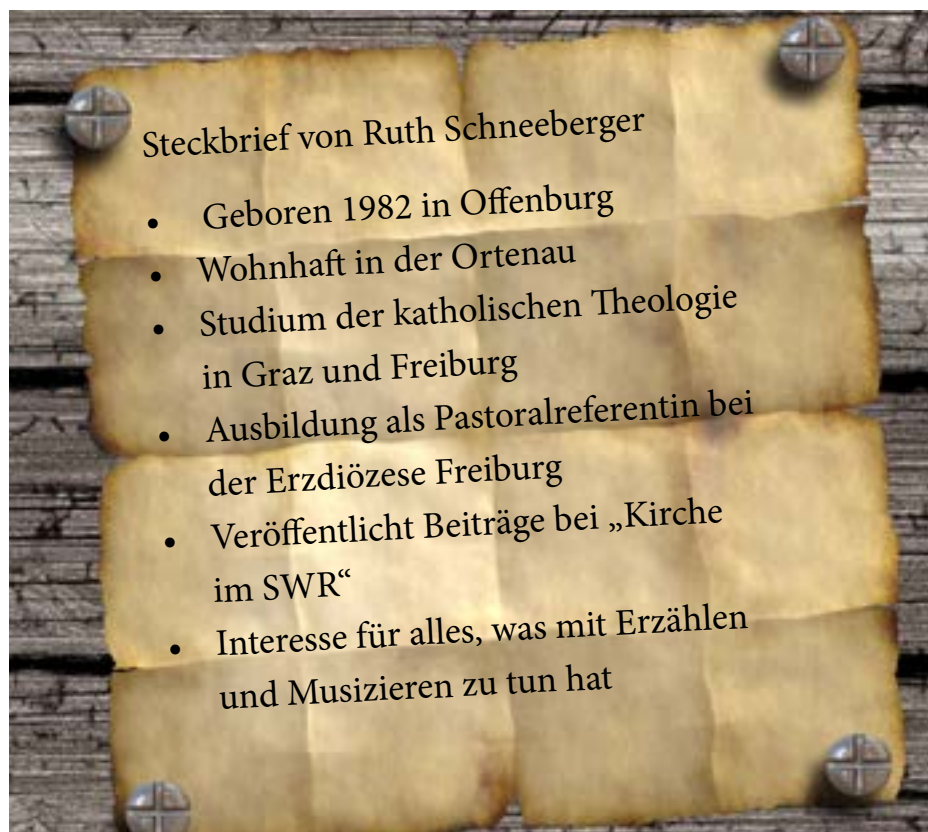 Steckbrief von Ruth Schneeberger
• Geboren 1982 in Offenburg
• Wohnhaft in der Ortenau
• Studium der katholischen Theologie
in Graz und Freiburg
• Ausbildung als Pastoralreferentin bei
der Erzdiözese Freiburg
• Veröffentlicht Beiträge bei „Kirche
im SWR“
• Interesse für alles, was mit Erzählen
und Musizieren zu tun hat